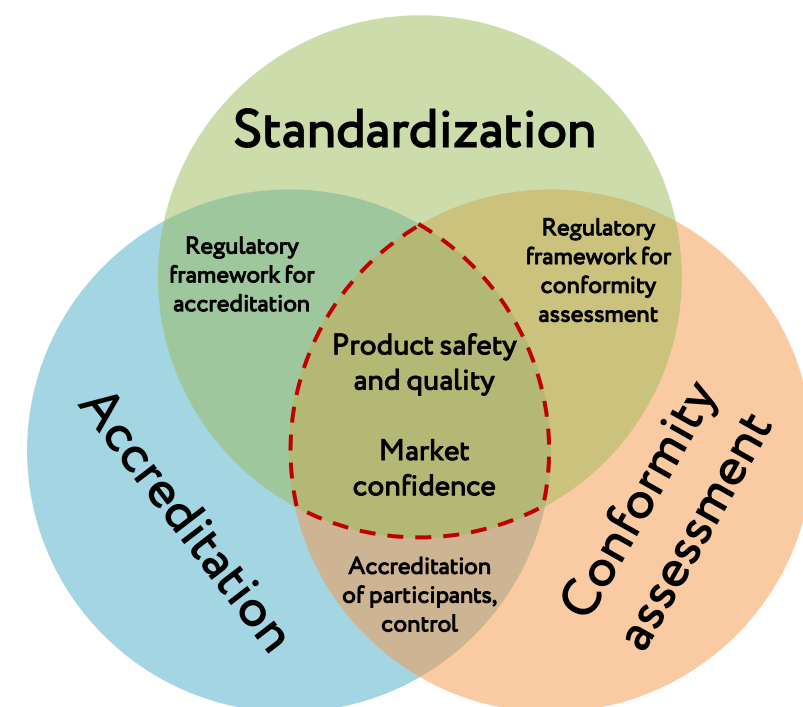 Standardization
Regulatory
framework for
accreditation
Regulatory
framework for
conformity
assessment
Product safety
and quality
Market
confidence
Accreditation
Conformity
assessment
Accreditation
of participants,
control